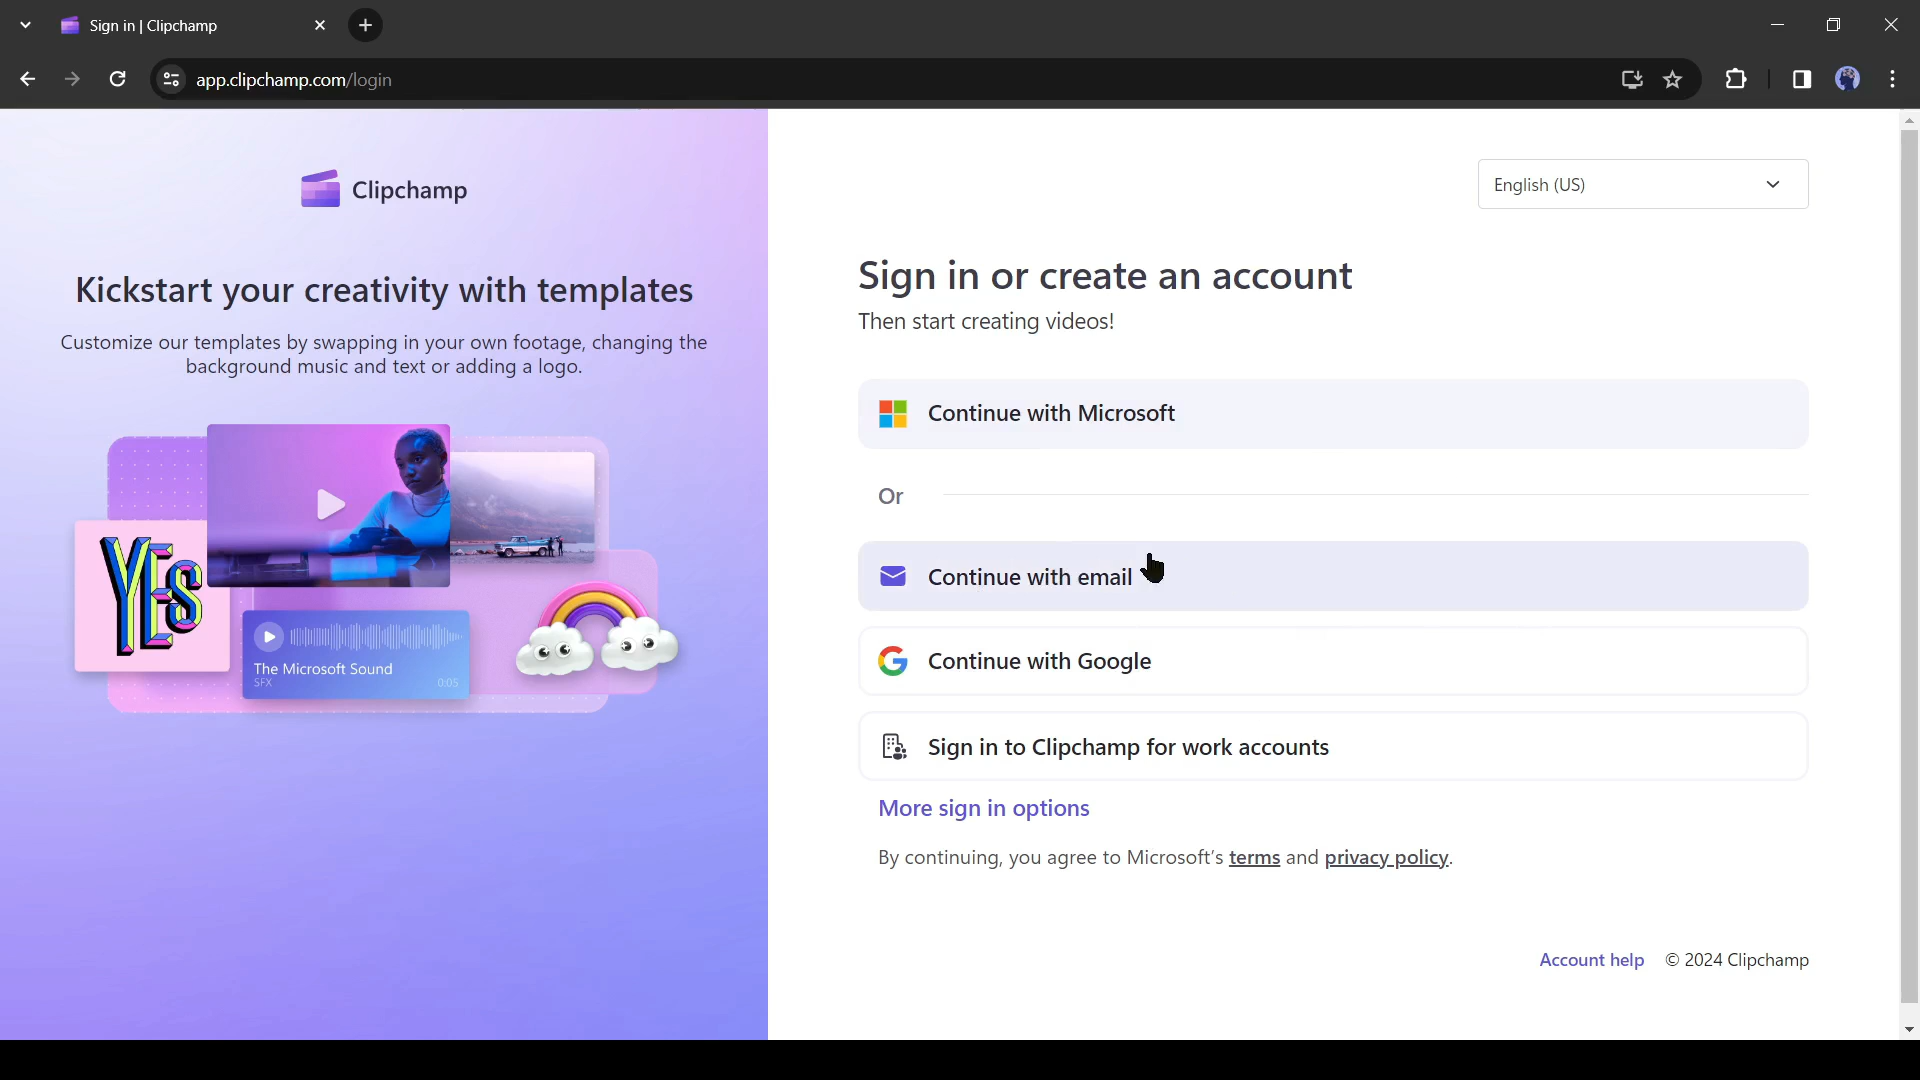 Sign in | Clipchamp
app.clipchamp.com/login
Clipchamp
Kickstart your creativity with templates
Customize our templates by swapping in your own footage, changing the
background music and text or adding a logo.
YES
The Microsoft Sound
SFX
0:05
English (US)
Sign in or create an account
Then start creating videos!
Continue with Microsoft
Or
Continue with email
Continue with Google
Sign in to Clipchamp for work accounts
More sign in options
By continuing, you agree to Microsoft's terms and privacy policy.
Account help © 2024 Clipchamp